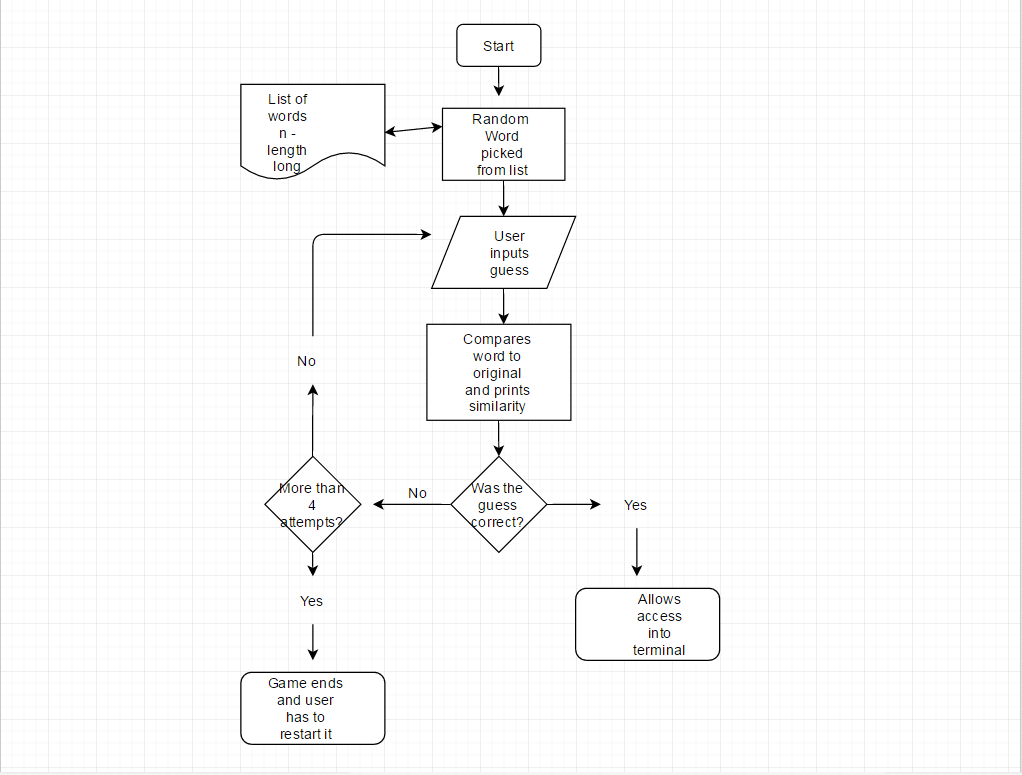 Start
List of
words
n -
length
long
Random
Word
picked
from list
User
inputs
guess
Compares
word to
original
and prints
similarity
No
More than
4
attempts?
No
Was the
guess
correct?
Yes
Yes
Allows
access
into
terminal
Game ends
and user
has to
restart it